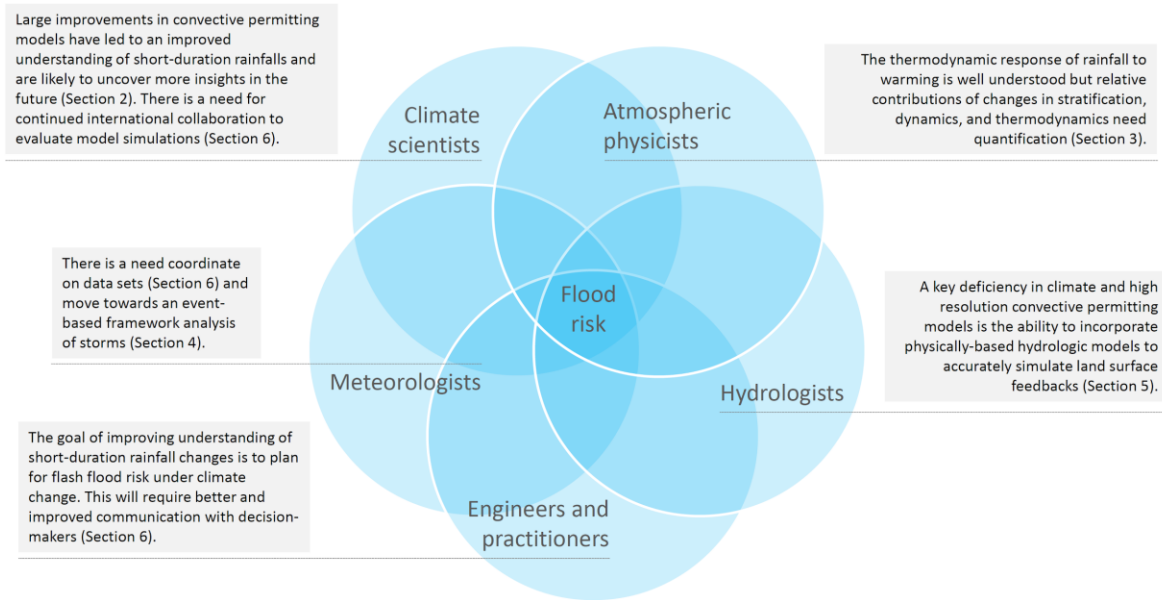 Large improvements in convective permitting
models have led to an improved
understanding of short-duration rainfalls and
are likely to uncover more insights in the
future (Section 2). There is a need for
continued international collaboration to
evaluate model simulations (Section 6).
Climate
scientists
Atmospheric
physicists
The thermodynamic response of rainfall to
warming is well understood but relative
contributions of changes in stratification,
dynamics, and thermodynamics need
quantification (Section 3).
There is a need coordinate
on data sets (Section 6) and
move towards an event-
based framework analysis
of storms (Section 4).
Meteorologists
Flood
risk
A key deficiency in climate and high
resolution convective permitting
models is the ability to incorporate
physically-based hydrologic models to
accurately simulate land surface
feedbacks (Section 5).
Hydrologists
The goal of improving understanding of
short-duration rainfall changes is to plan
for flash flood risk under climate
change. This will require better and
improved communication with decision-
makers (Section 6).
Engineers and
practitioners